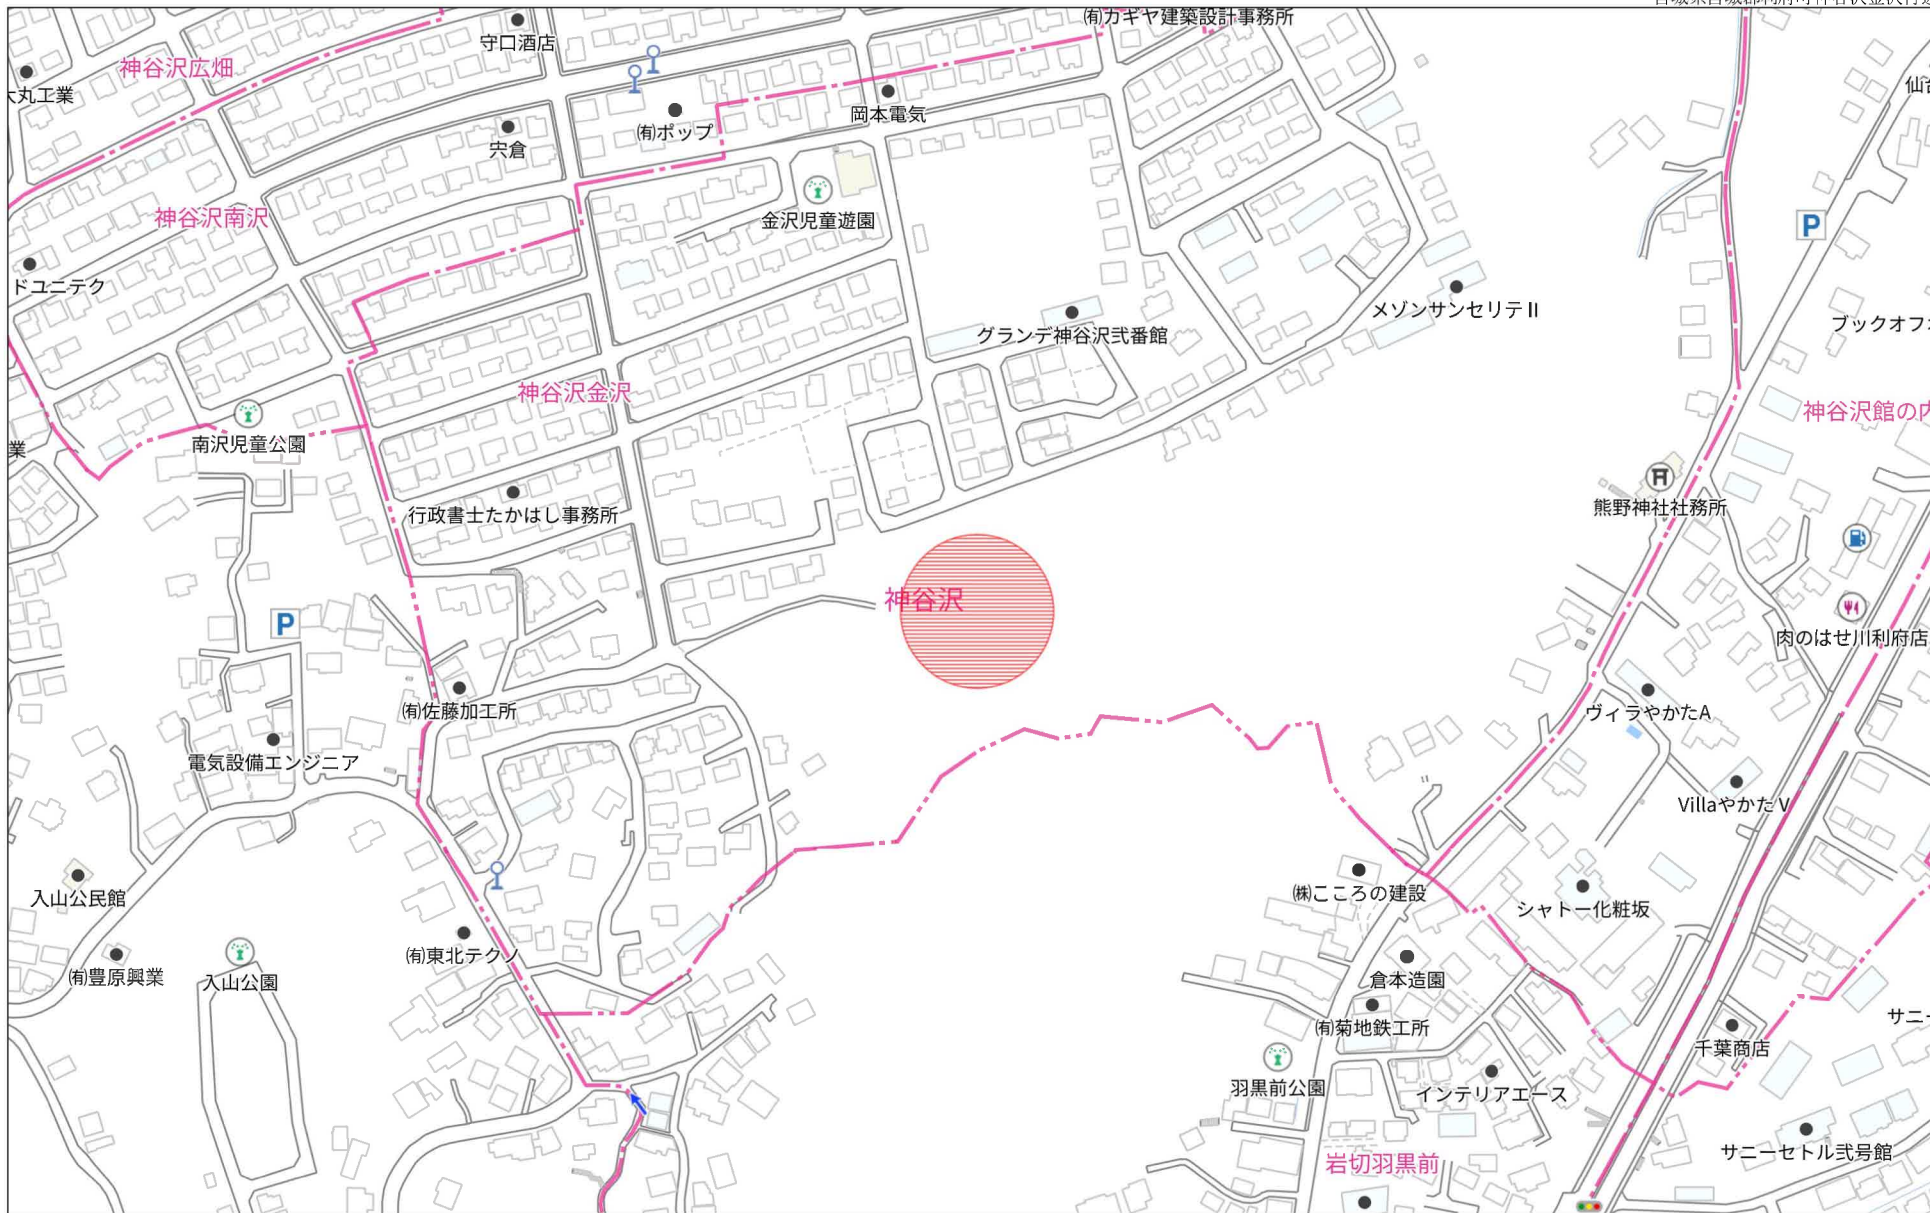 ㈲カギヤ建築設計事務所
守口酒店
神谷沢広畑
大丸工業
岡本電気
㈲ポップ
宍倉
金沢児童遊園
神谷沢南沢
P
ドユニテク
メゾンサンセリテⅡ
ブックオフ
グランデ神谷沢弐番館
神谷沢金沢
神谷沢館の内
南沢児童公園
業
熊野神社社務所
行政書士たかはし事務所
神谷沢
P
肉のはせ川利府店
㈲佐藤加工所
ヴィラやかたA
電気設備エンジニア
VillaやかたⅤ
入山公民館
㈱こころの建設
シャトー化粧坂
㈲東北テクノ
㈲豊原興業
入山公園
倉本造園
㈲菊地鉄工所
サニー
千葉商店
羽黒前公園
インテリアエース
サニーセトル弐号館
岩切羽黒前